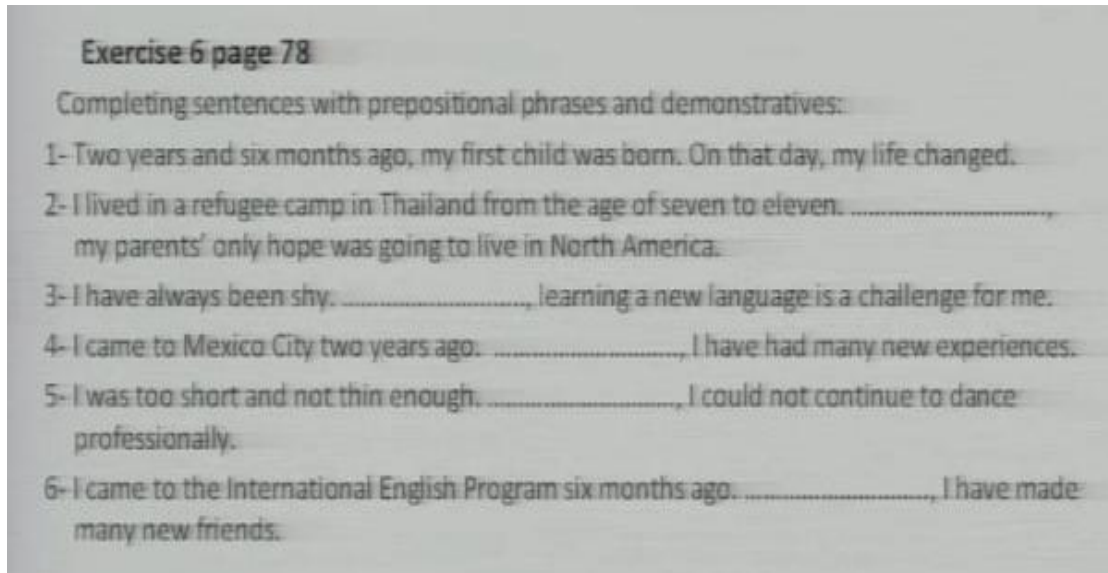 Exercise 6 page 78
Completing sentences with prepositional phrases and demonstratives:
1- Two years and six months ago, my first child was born. On that day, my life changed.
2- I lived in a refugee camp in Thailand from the age of seven to eleven. ..............................,
my parents' only hope was going to live in North America.
3- I have always been shy. ............................, learning a new language is a challenge for me.
4- I came to Mexico City two years ago. ............................., I have had many new experiences.
5- I was too short and not thin enough. ............................., I could not continue to dance
professionally.
6- I came to the International English Program six months ago. ............................, I have made
many new friends.